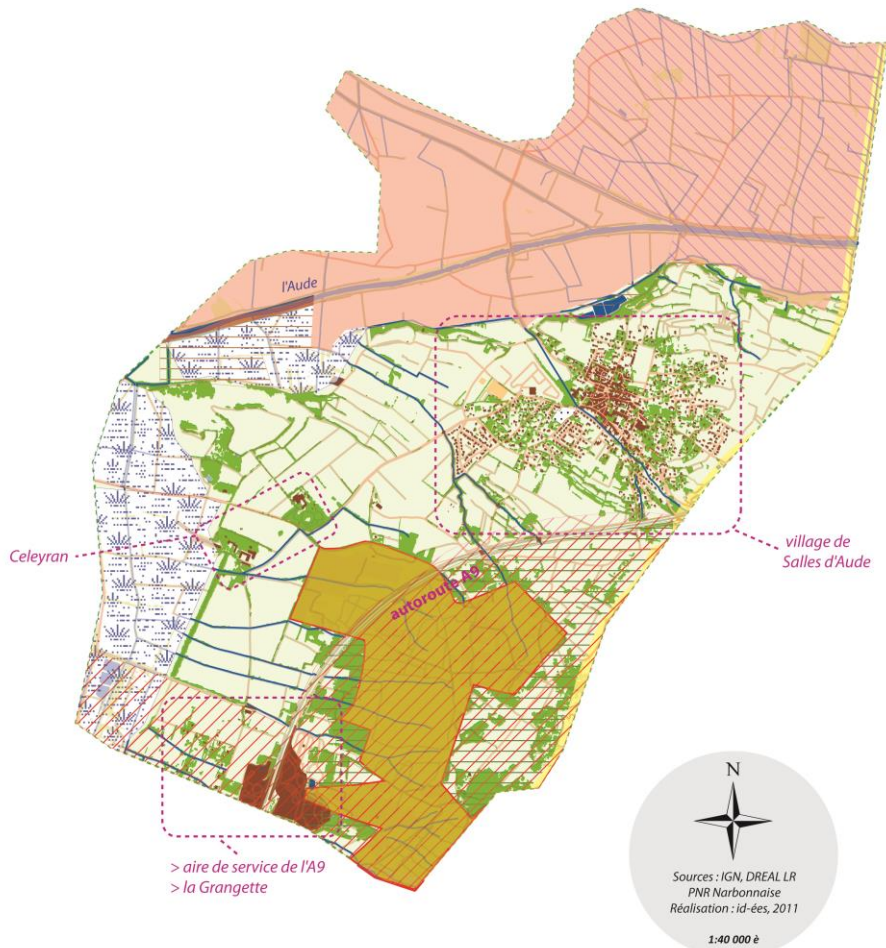 l'Aude
Celeyran
village de
Salles d'Aude
autoroute A9
> aire de service de l'A9
> la Grangette
N
Sources : IGN, DREAL LR
PNR Narbonnaise
Réalisation : id-ées, 2011
1:40 000 è